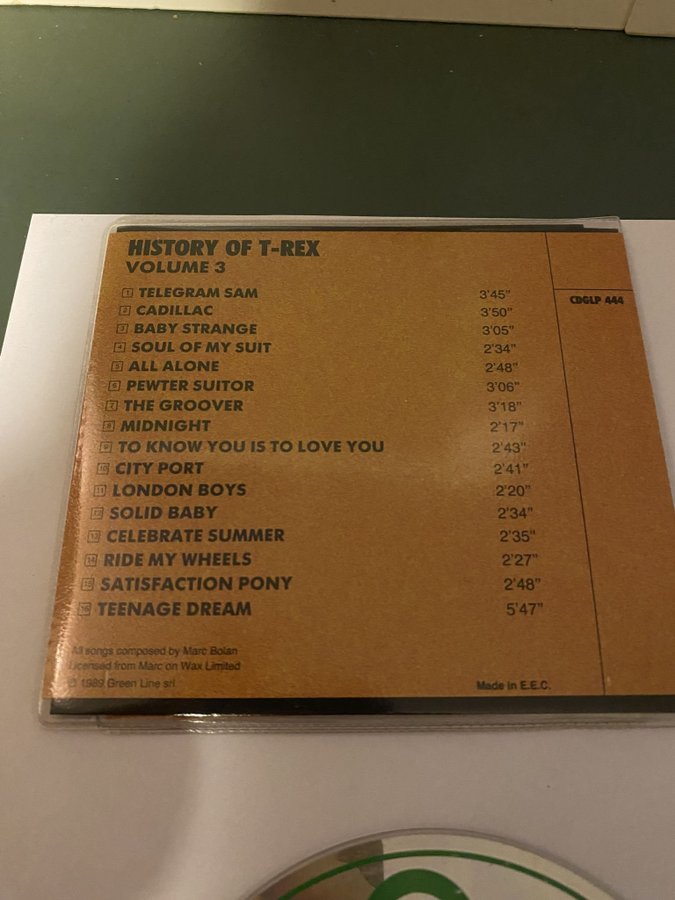 HISTORY OF T-REX
VOLUME 3
1 TELEGRAM SAM 3'45"
2 CADILLAC 3'50"
3 BABY STRANGE 3'05"
4 SOUL OF MY SUIT 2'34"
5 ALL ALONE 2'48"
6 PEWTER SUITOR 3'06"
7 THE GROOVER 3'18"
8 MIDNIGHT 2'17"
9 TO KNOW YOU IS TO LOVE YOU 2'43"
10 CITY PORT 2'41"
11 LONDON BOYS 2'20"
12 SOLID BABY 2'34"
13 CELEBRATE SUMMER 2'35"
14 RIDE MY WHEELS 2'27"
15 SATISFACTION PONY 2'48"
16 TEENAGE DREAM 5'47"
CDGLP 444
All songs composed by Marc Bolan
Licensed from Marc on Wax Limited
℗ 1989 Green Line srl
Made in E.E.C.